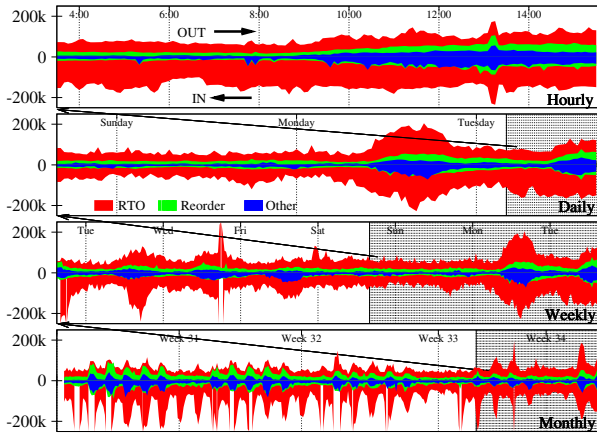 4:00 6:00 8:00 10:00 12:00 14:00
200k
OUT
0
IN
-200k
Hourly
Sunday Monday Tuesday
200k
0
RTO Reorder Other
-200k
Daily
Tue Wed Thu Fri Sat Sun Mon Tue
200k
0
-200k
Weekly
Week 31 Week 32 Week 33 Week 34
200k
0
-200k
Monthly